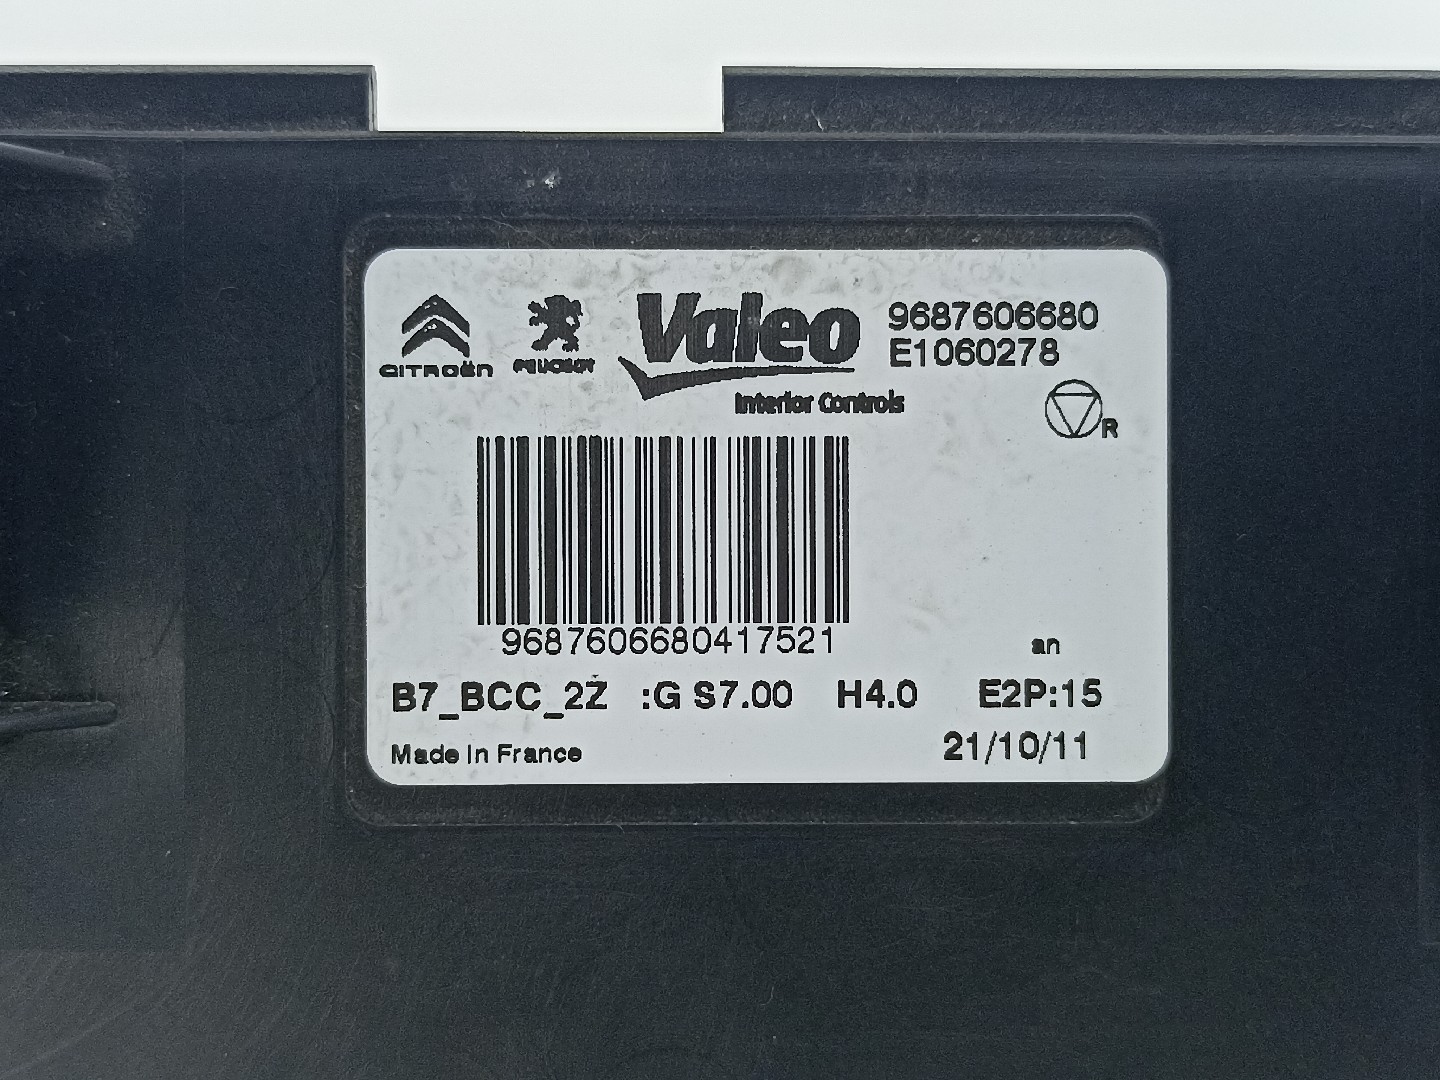 CITROËN PEUGEOT Valeo 9687606680
E1060278
Interior Controls
R
9687606680417521
an
B7_BCC_2Z :G S7.00 H4.0 E2P:15
Made In France 21/10/11